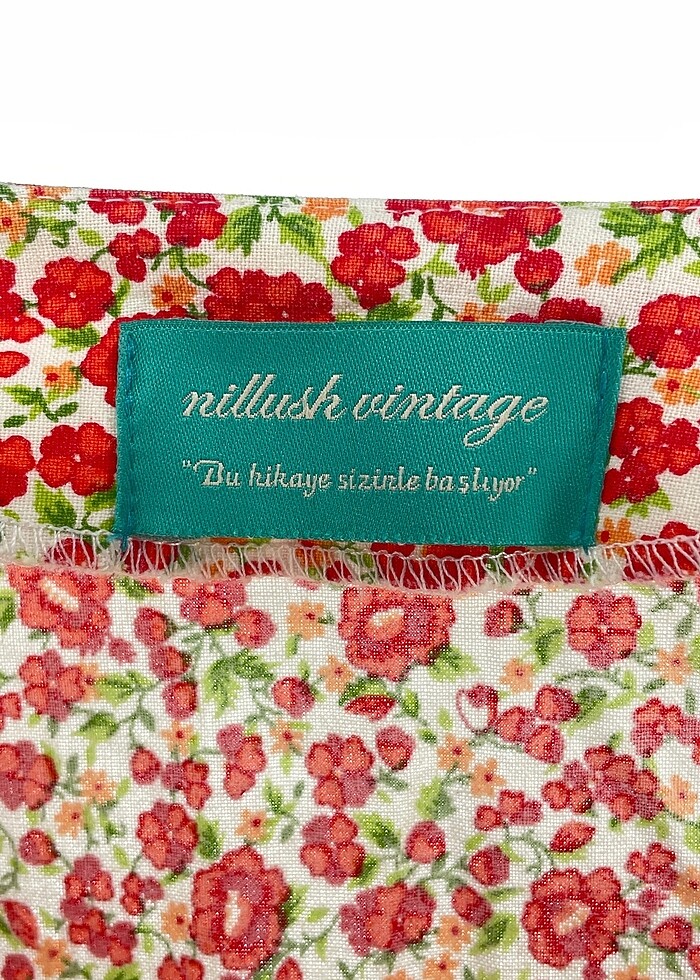 nillush vintage
"Bu hikaye sizinle başlıyor"